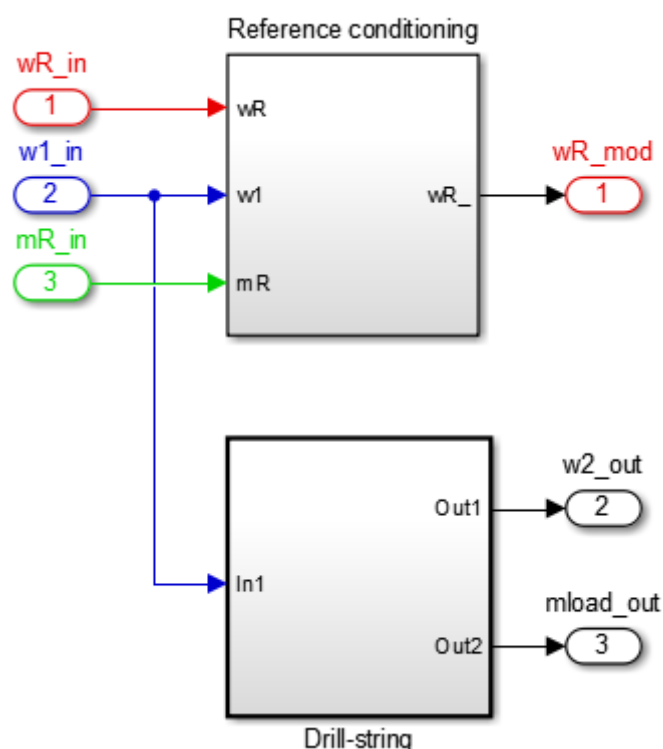 Reference conditioning
wR_in
1
wR
w1_in
2
w1
wR_
wR_mod
1
mR_in
3
mR
w2_out
Out1
2
In1
mload_out
Out2
3
Drill-string